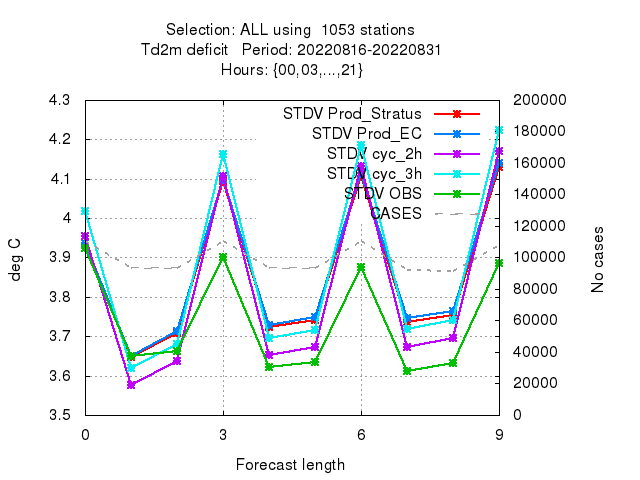 Selection: ALL using  1053 stations
Td2m deficit   Period: 20220816-20220831
Hours: {00,03,...,21}
4.3
4.2
4.1
4
3.9
3.8
3.7
3.6
3.5
deg C
STDV Prod_Stratus
STDV Prod_EC
STDV cyc_2h
STDV cyc_3h
STDV OBS
CASES
200000
180000
160000
140000
120000
100000
80000
60000
40000
20000
0
No cases
0 3 6 9
Forecast length